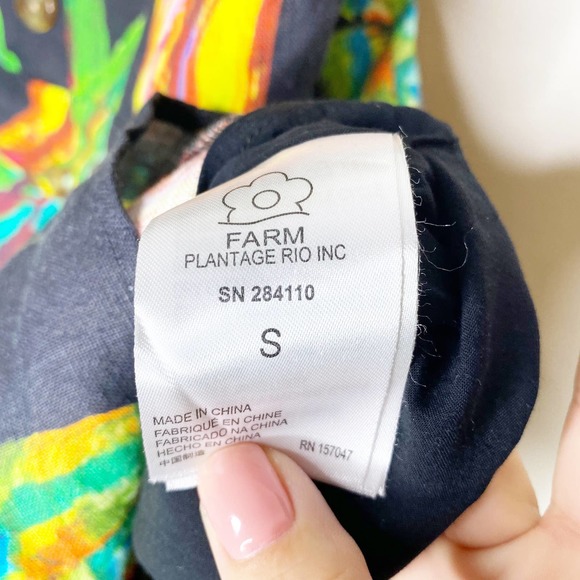 FARM
PLANTAGE RIO INC
SN 284110
S
MADE IN CHINA
FABRIQUÉ EN CHINE
FABRICADO NA CHINA
HECHO EN CHINA
中国制造
RN 157047